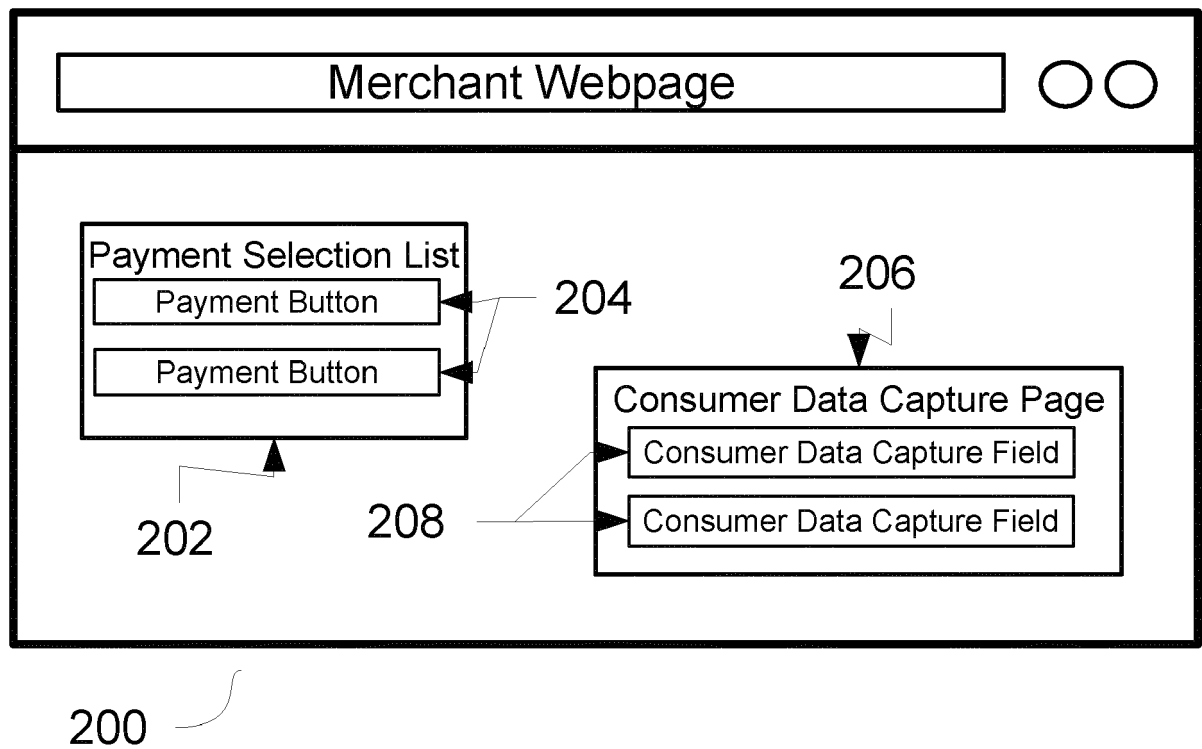 Merchant Webpage
Payment Selection List
Payment Button
204
Payment Button
202
206
Consumer Data Capture Page
Consumer Data Capture Field
208
Consumer Data Capture Field
200